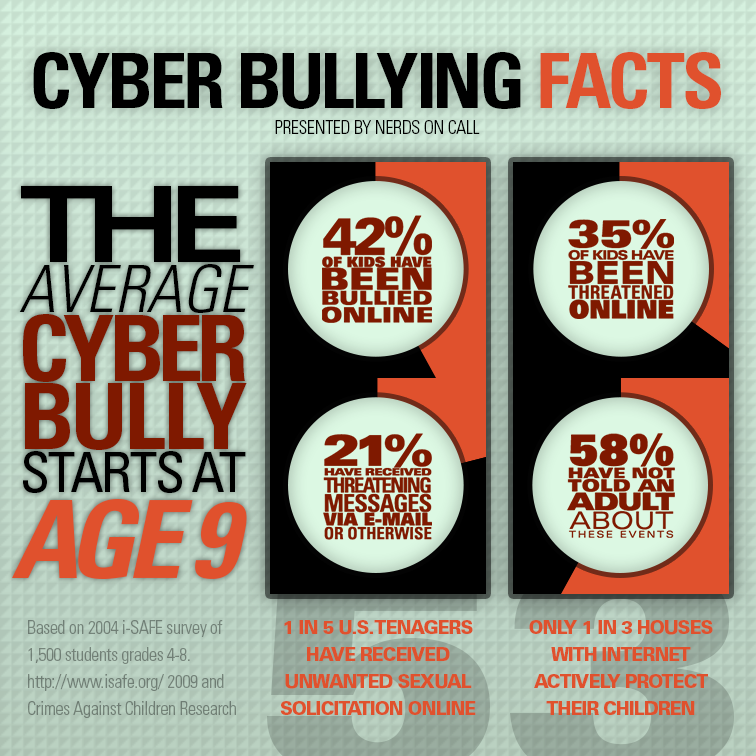 CYBER BULLYING FACTS
PRESENTED BY NERDS ON CALL
THE
AVERAGE
CYBER
BULLY
STARTS AT
AGE 9
42%
OF KIDS HAVE
BEEN
BULLIED
ONLINE
35%
OF KIDS HAVE
BEEN
THREATENED
ONLINE
21%
HAVE RECEIVED
THREATENING
MESSAGES
VIA E-MAIL
OR OTHERWISE
58%
HAVE NOT
TOLD AN
ADULT
ABOUT
THESE EVENTS
Based on 2004 i-SAFE survey of
1,500 students grades 4-8.
http://www.isafe.org/ 2009 and
Crimes Against Children Research
5
1 IN 5 U.S.TENAGERS
HAVE RECEIVED
UNWANTED SEXUAL
SOLICITATION ONLINE
3
ONLY 1 IN 3 HOUSES
WITH INTERNET
ACTIVELY PROTECT
THEIR CHILDREN